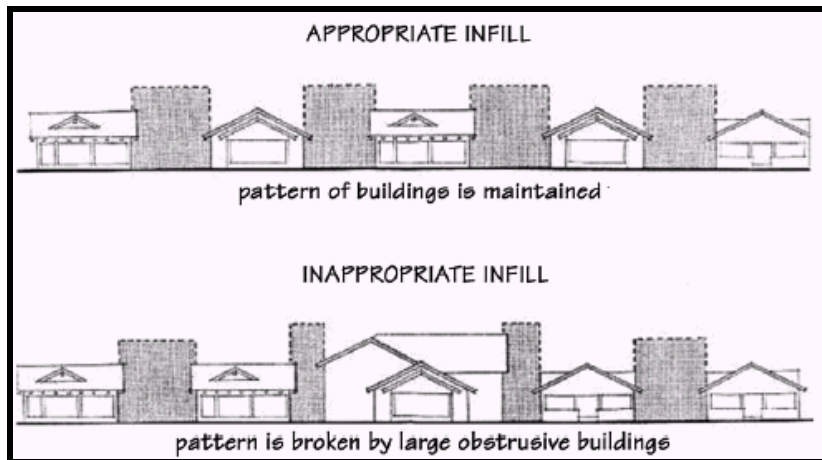 APPROPRIATE INFILL
pattern of buildings is maintained
INAPPROPRIATE INFILL
pattern is broken by large obstrusive buildings